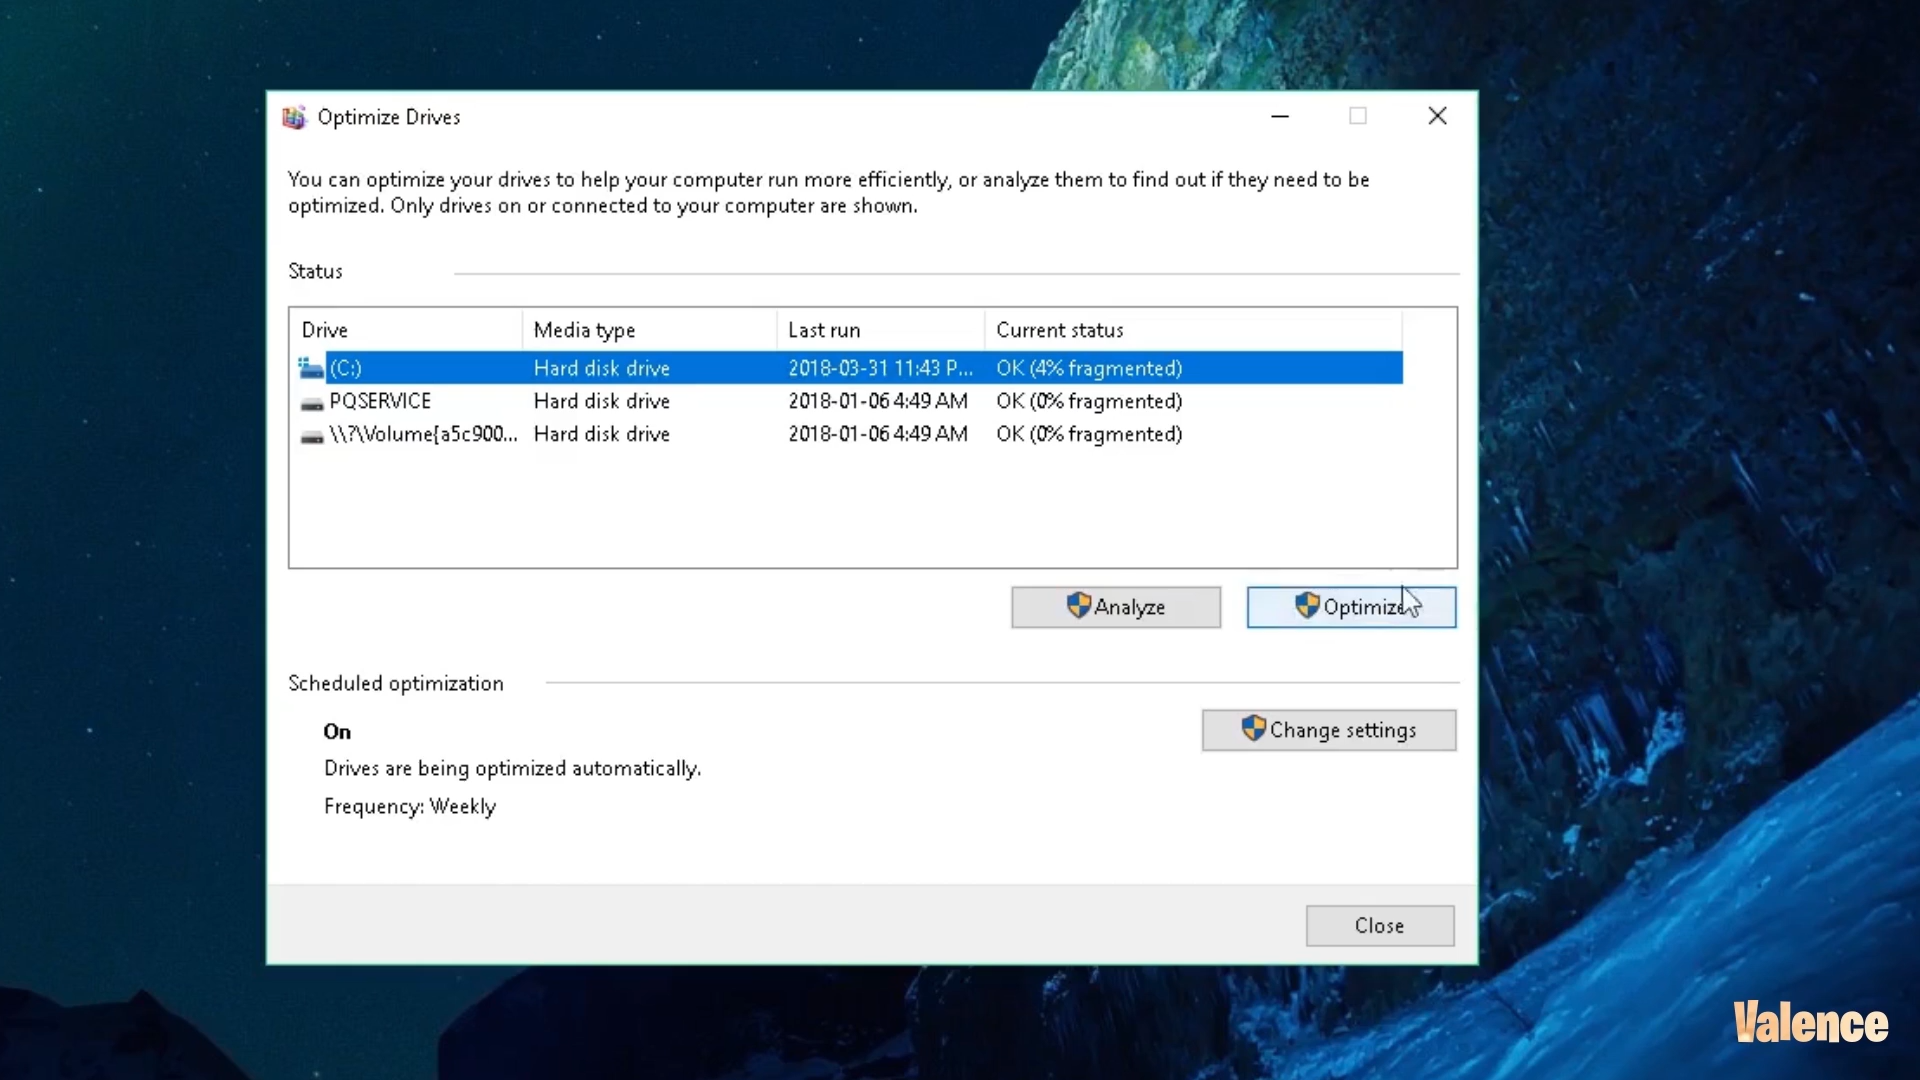 Optimize Drives
You can optimize your drives to help your computer run more efficiently, or analyze them to find out if they need to be
optimized. Only drives on or connected to your computer are shown.
Status
Drive Media type Last run Current status
(C:) Hard disk drive 2018-03-31 11:43 P... OK (4% fragmented)
PQSERVICE Hard disk drive 2018-01-06 4:49 AM OK (0% fragmented)
\\?\Volume{a5c900... Hard disk drive 2018-01-06 4:49 AM OK (0% fragmented)
Analyze Optimize
Scheduled optimization
On
Change settings
Drives are being optimized automatically.
Frequency: Weekly
Close
Valence